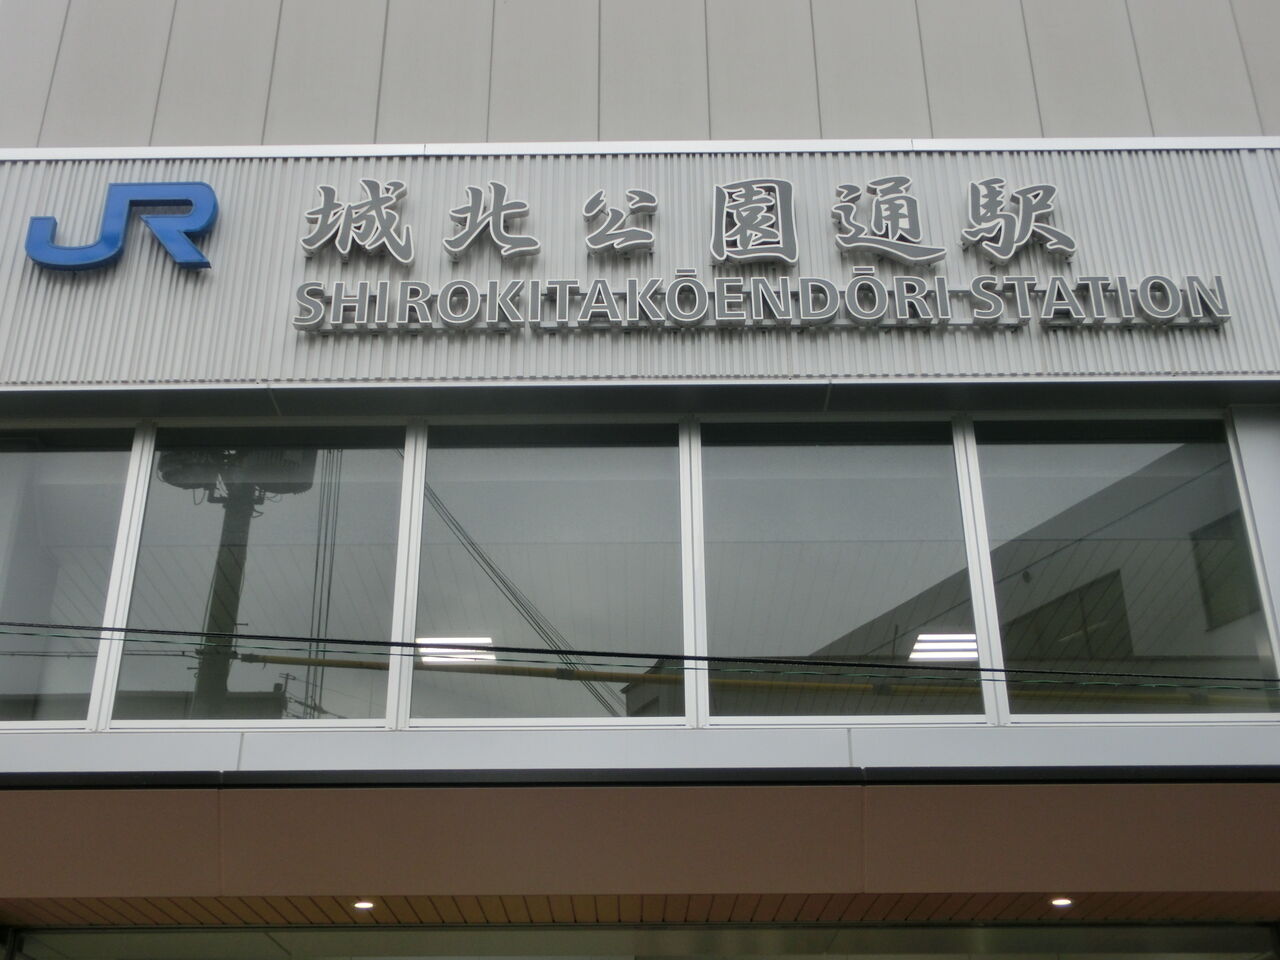 JR 城北公園通駅
SHIROKITAKŌENDŌRI STATION